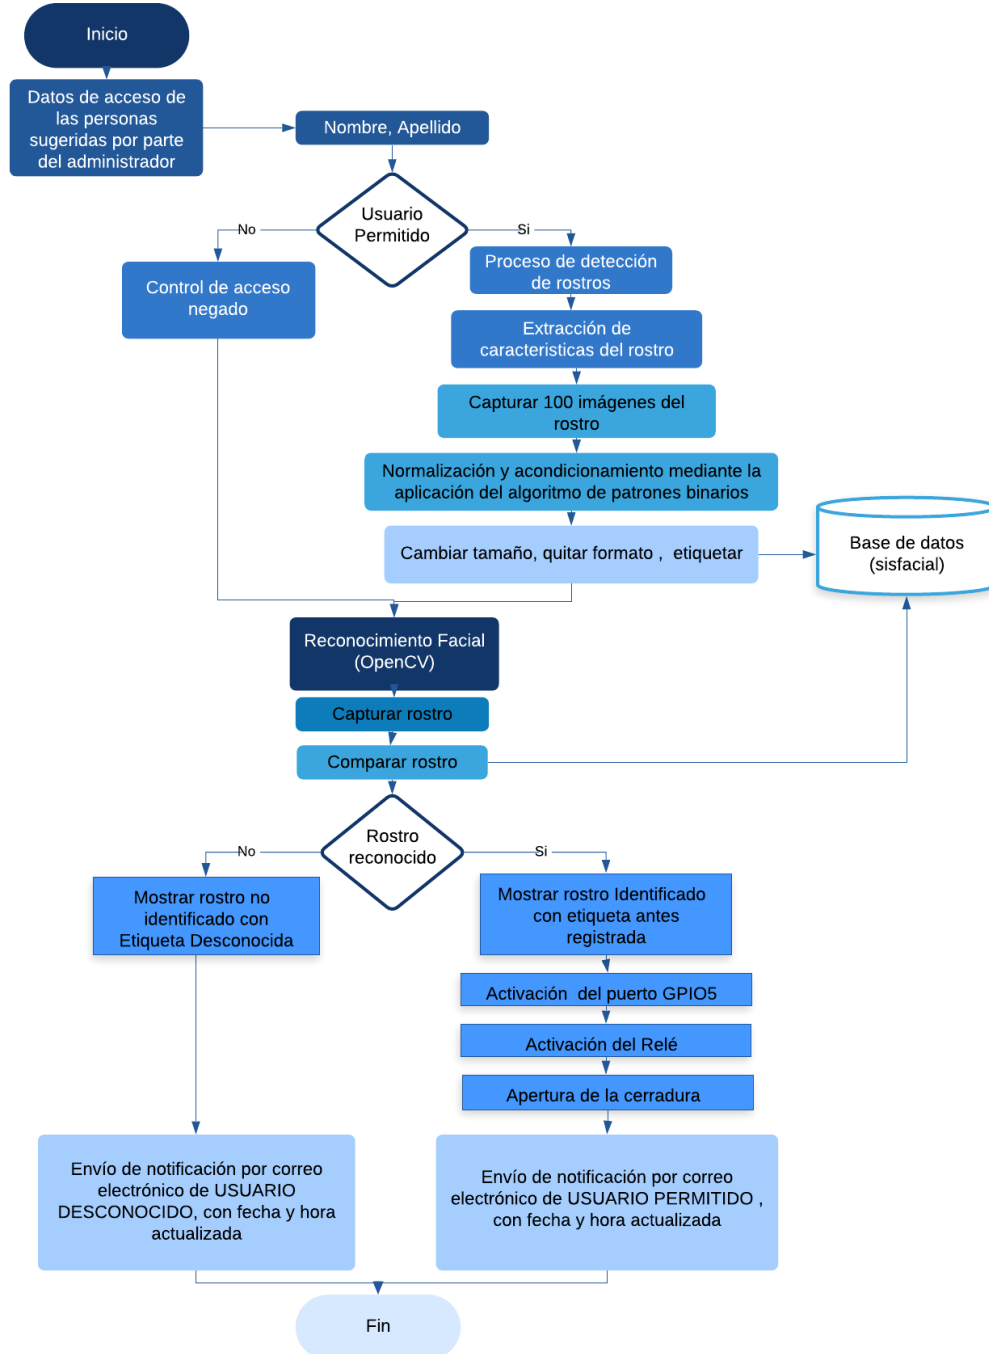 Inicio
Datos de acceso de
las personas
sugeridas por parte
del administrador
Nombre, Apellido
Usuario
Permitido
No
Si
Control de acceso
negado
Proceso de detección
de rostros
Extracción de
caracteristicas del rostro
Capturar 100 imágenes del
rostro
Normalización y acondicionamiento mediante la
aplicación del algoritmo de patrones binarios
Cambiar tamaño, quitar formato , etiquetar
Base de datos
(sisfacial)
Reconocimiento Facial
(OpenCV)
Capturar rostro
Comparar rostro
Rostro
reconocido
No
Si
Mostrar rostro no
identificado con
Etiqueta Desconocida
Mostrar rostro Identificado
con etiqueta antes
registrada
Activación del puerto GPIO5
Activación del Relé
Apertura de la cerradura
Envío de notificación por correo
electrónico de USUARIO
DESCONOCIDO, con fecha y hora
actualizada
Envío de notificación por correo
electrónico de USUARIO PERMITIDO ,
con fecha y hora actualizada
Fin